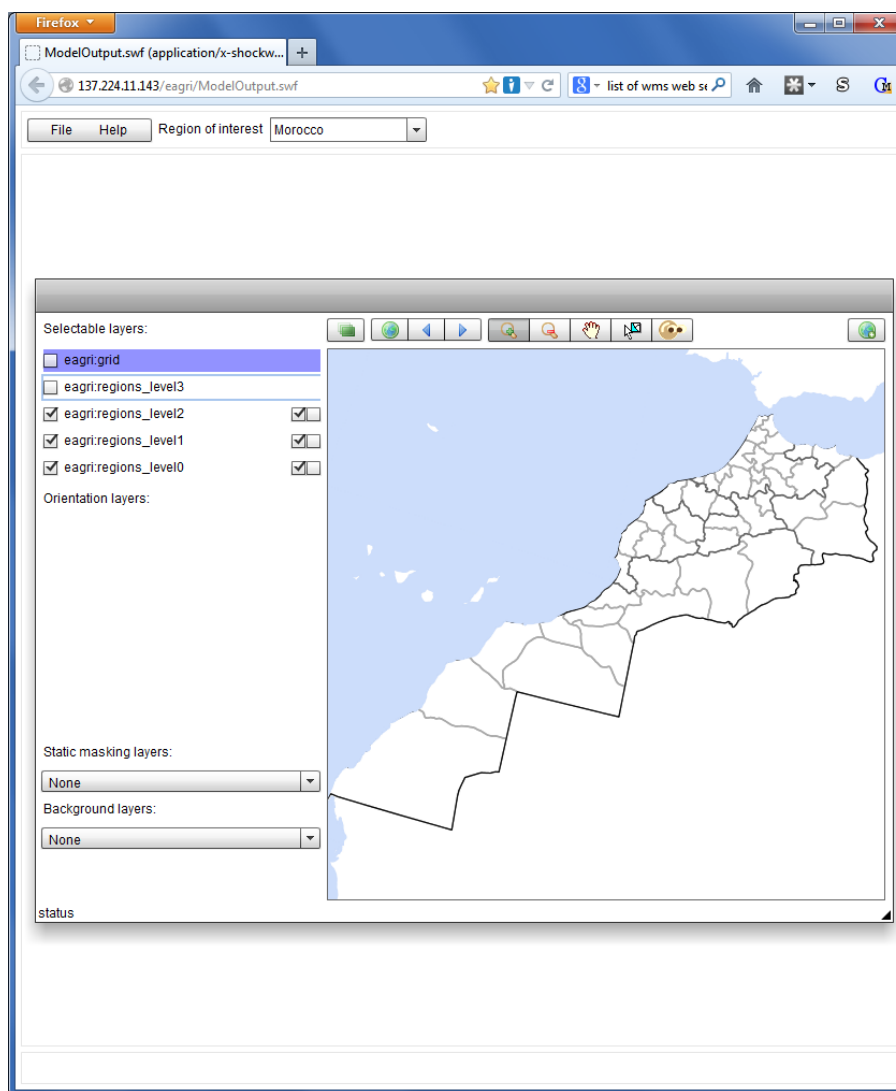 Firefox
ModelOutput.swf (application/x-shockw...
137.224.11.143/eagri/ModelOutput.swf
list of wms web se
File Help Region of interest Morocco
Selectable layers:
eagri:grid
eagri:regions_level3
eagri:regions_level2
eagri:regions_level1
eagri:regions_level0
Orientation layers:
Static masking layers:
None
Background layers:
None
status